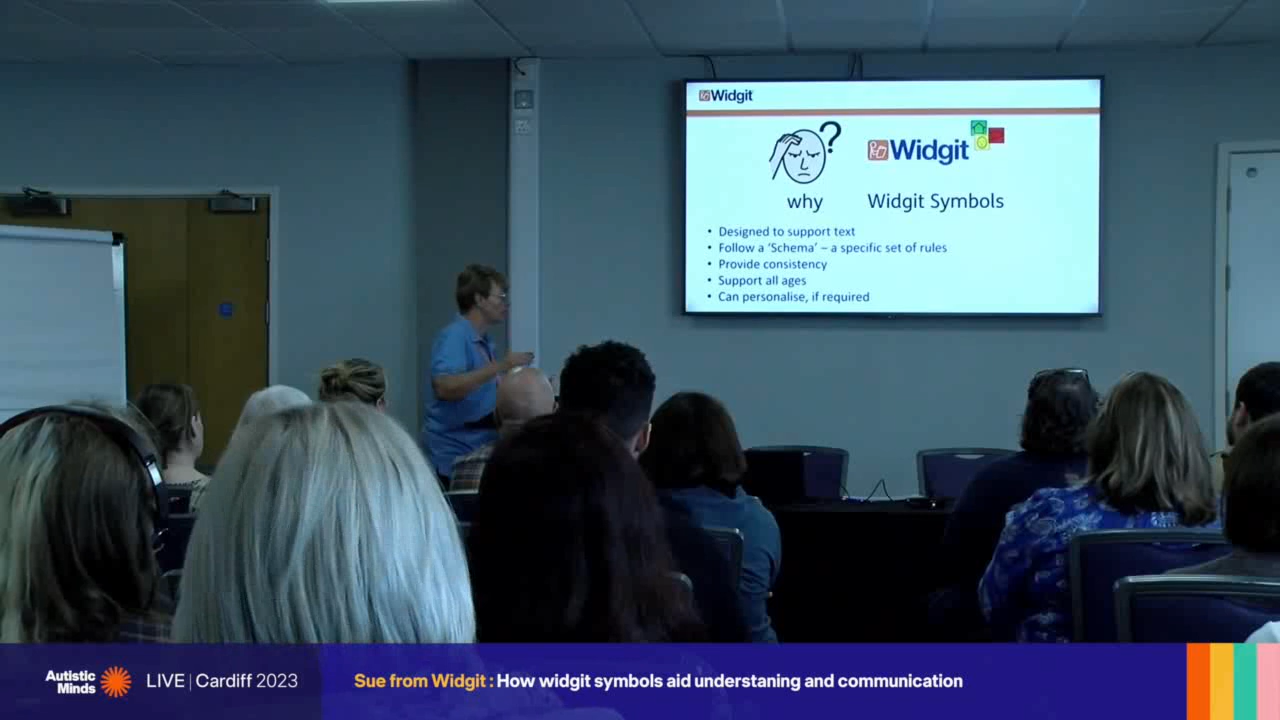 Widgit
?
Widgit
why
Widgit Symbols
• Designed to support text
• Follow a 'Schema' – a specific set of rules
• Provide consistency
• Support all ages
• Can personalise, if required
Autistic
Minds
LIVE | Cardiff 2023
Sue from Widgit : How widgit symbols aid understaning and communication